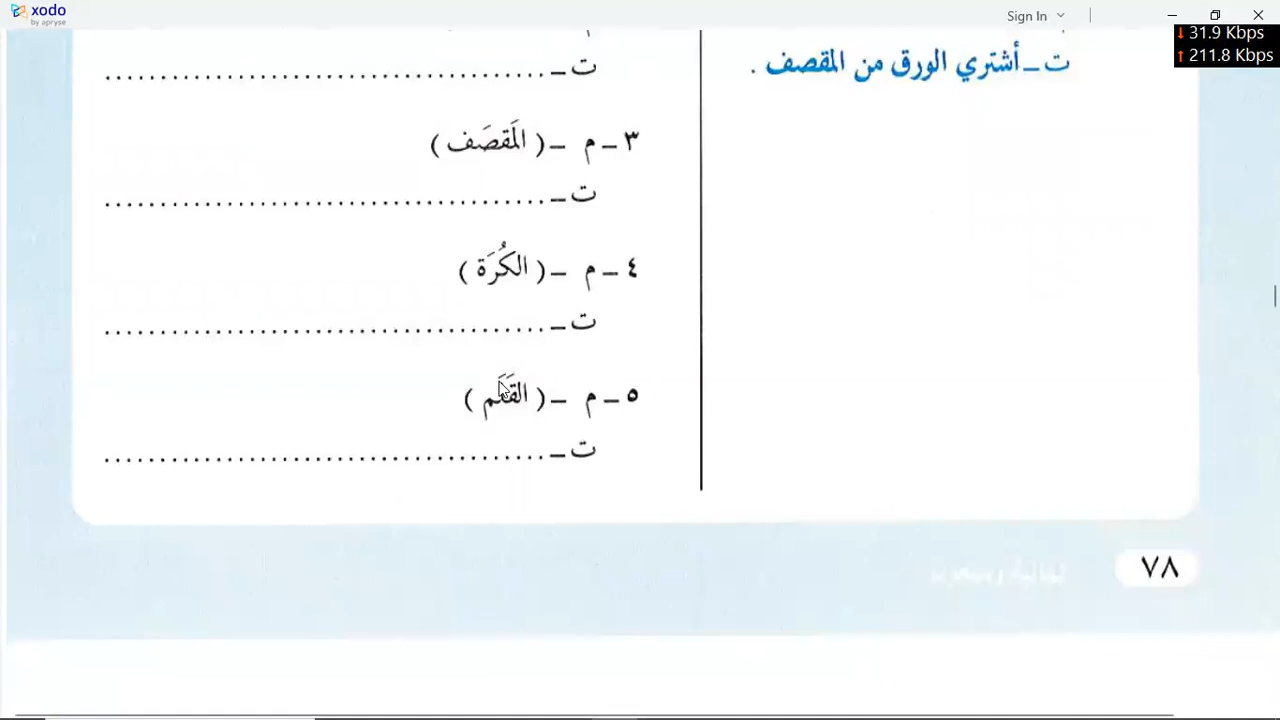 xodo
by apryse
Sign In
31.9 Kbps
211.8 Kbps
ت ـ أشتري الورق من المقصف .
ت ـ ........................................
٣ ـ م ـ ( المَقصَف )
ت ـ ........................................
٤ ـ م ـ ( الكُرَة )
ت ـ ........................................
٥ ـ م ـ ( القَلَم )
ت ـ ........................................
٧٨